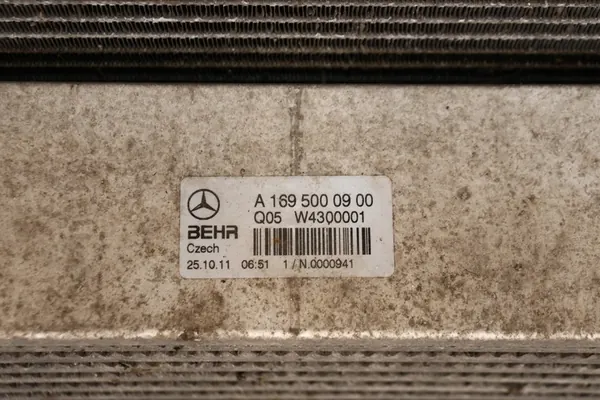 A 169 500 09 00
Q05 W4300001
BEHR
Czech
25.10.11 06:51 1 / N.0000941